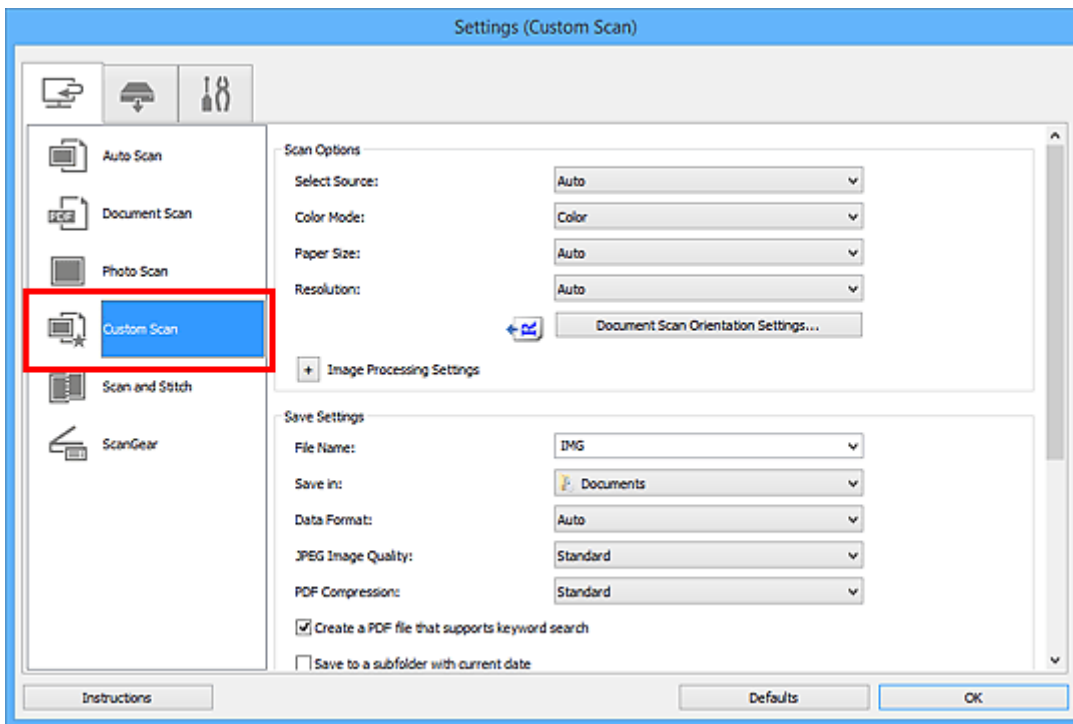 Settings (Custom Scan)
Auto Scan
Document Scan
Photo Scan
Custom Scan
Scan and Stitch
ScanGear
PDF
Scan Options
Select Source: Auto
Color Mode: Color
Paper Size: Auto
Resolution: Auto
R Document Scan Orientation Settings...
+ Image Processing Settings
Save Settings
File Name: IMG
Save in: Documents
Data Format: Auto
JPEG Image Quality: Standard
PDF Compression: Standard
Create a PDF file that supports keyword search
Save to a subfolder with current date
Instructions Defaults OK